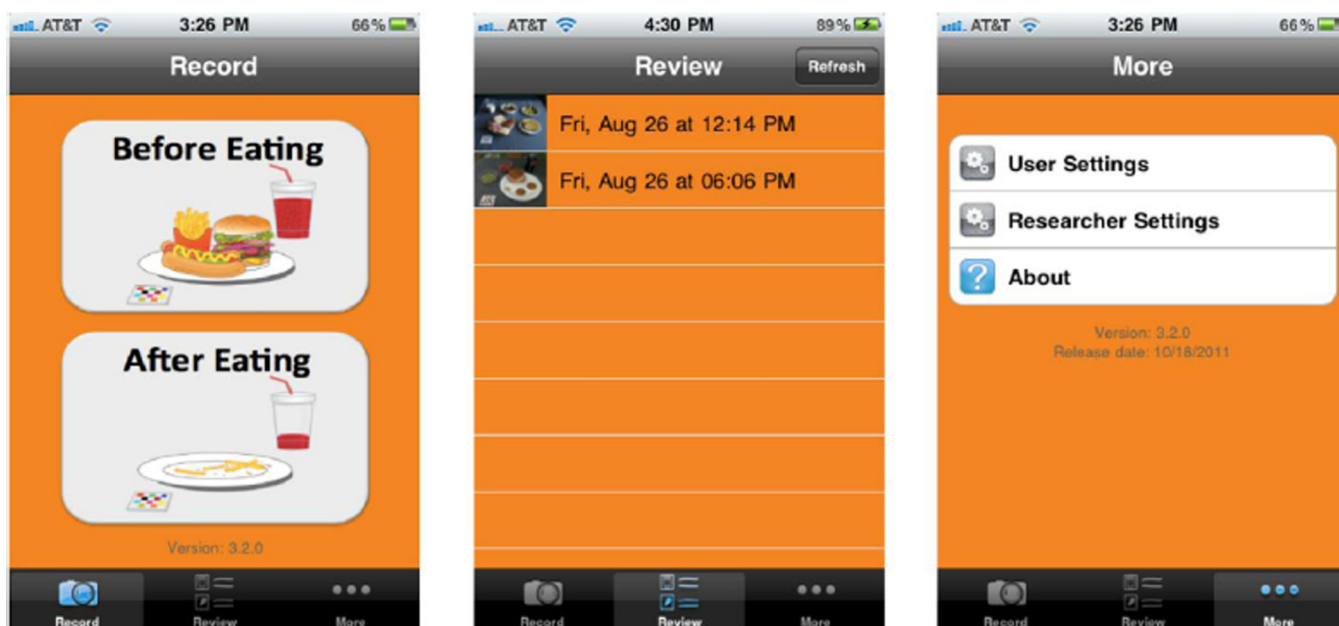 AT&T 3:26 PM 66%
Record
Before Eating
After Eating
Version: 3.2.0
Record Review More
AT&T 4:30 PM 89%
Review Refresh
Fri, Aug 26 at 12:14 PM
Fri, Aug 26 at 06:06 PM
Record Review More
AT&T 3:26 PM 66%
More
User Settings
Researcher Settings
? About
Version: 3.2.0
Release date: 10/18/2011
Record Review More